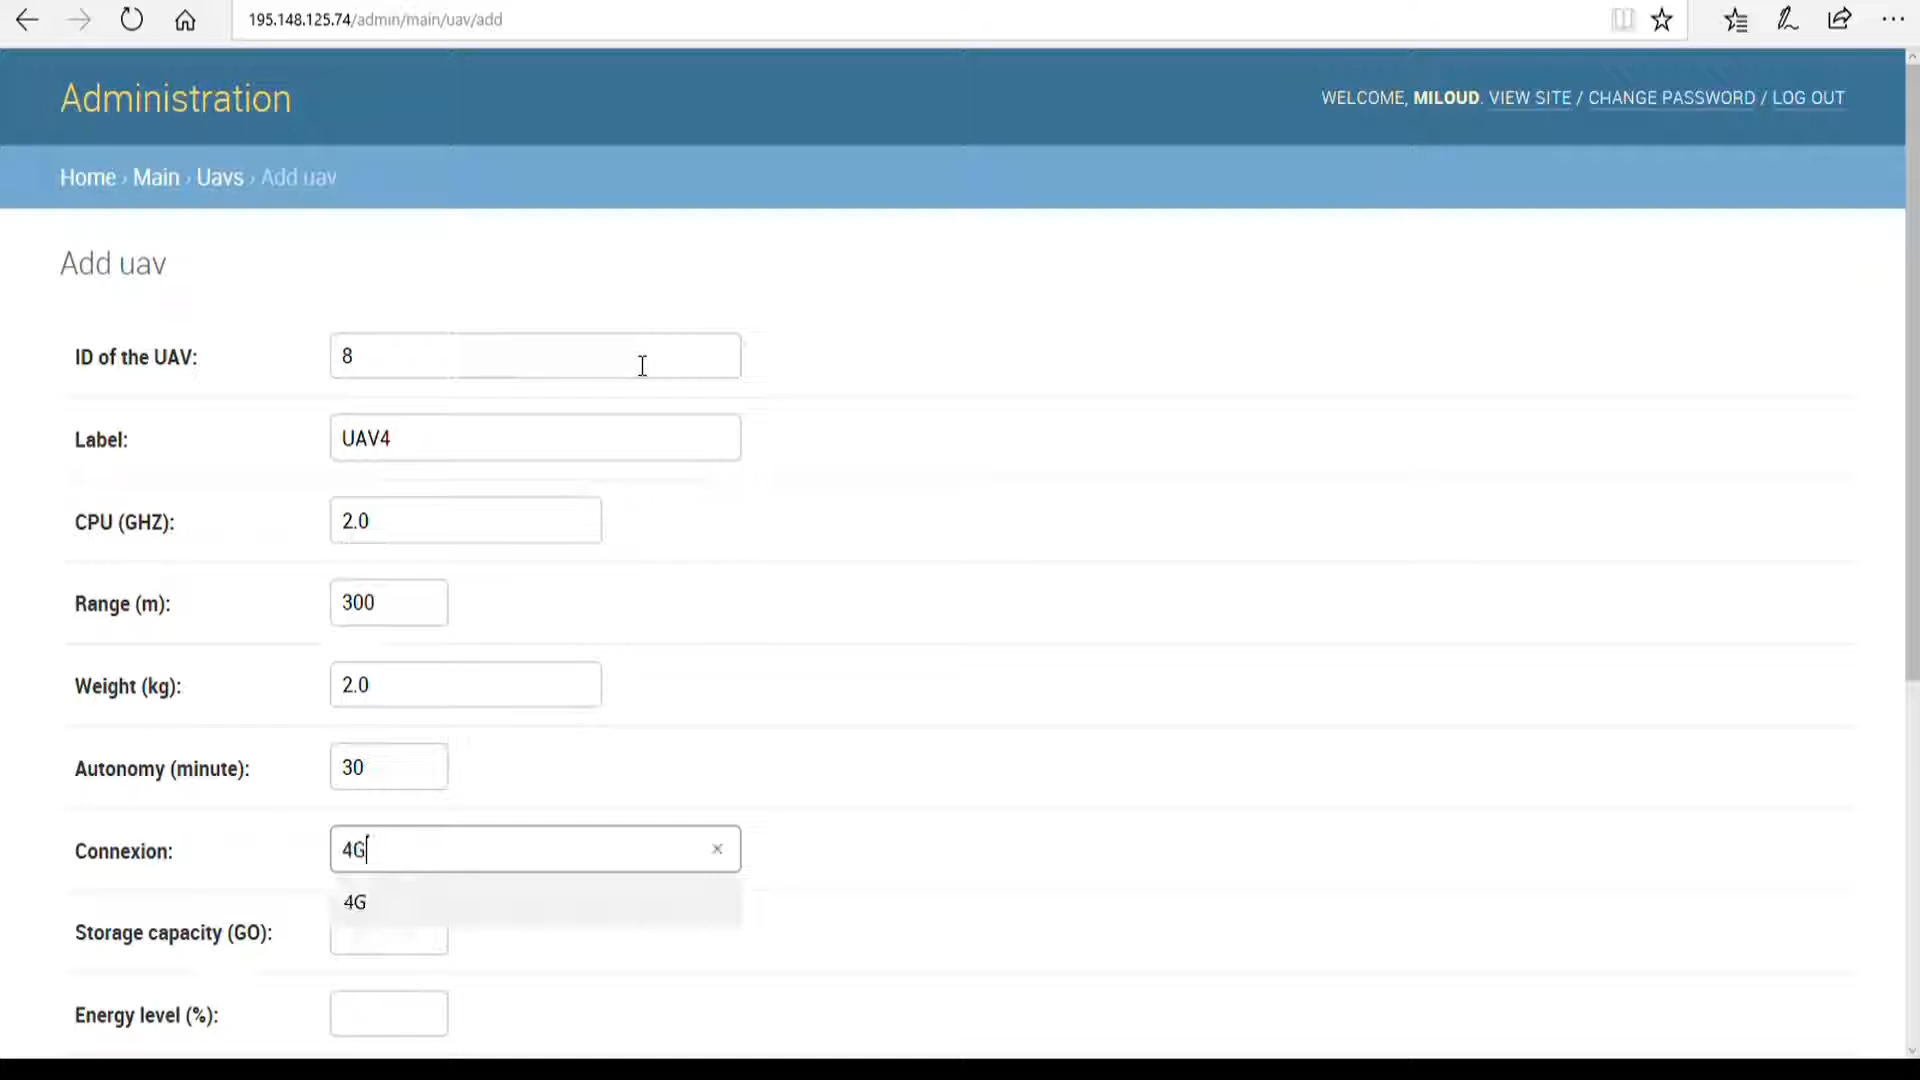 195.148.125.74/admin/main/uav/add
Administration
WELCOME, MILOUD. VIEW SITE / CHANGE PASSWORD / LOG OUT
Home › Main › Uavs › Add uav
Add uav
ID of the UAV: 8
Label: UAV4
CPU (GHZ): 2.0
Range (m): 300
Weight (kg): 2.0
Autonomy (minute): 30
Connexion: 4G
4G
Storage capacity (GO):
Energy level (%):